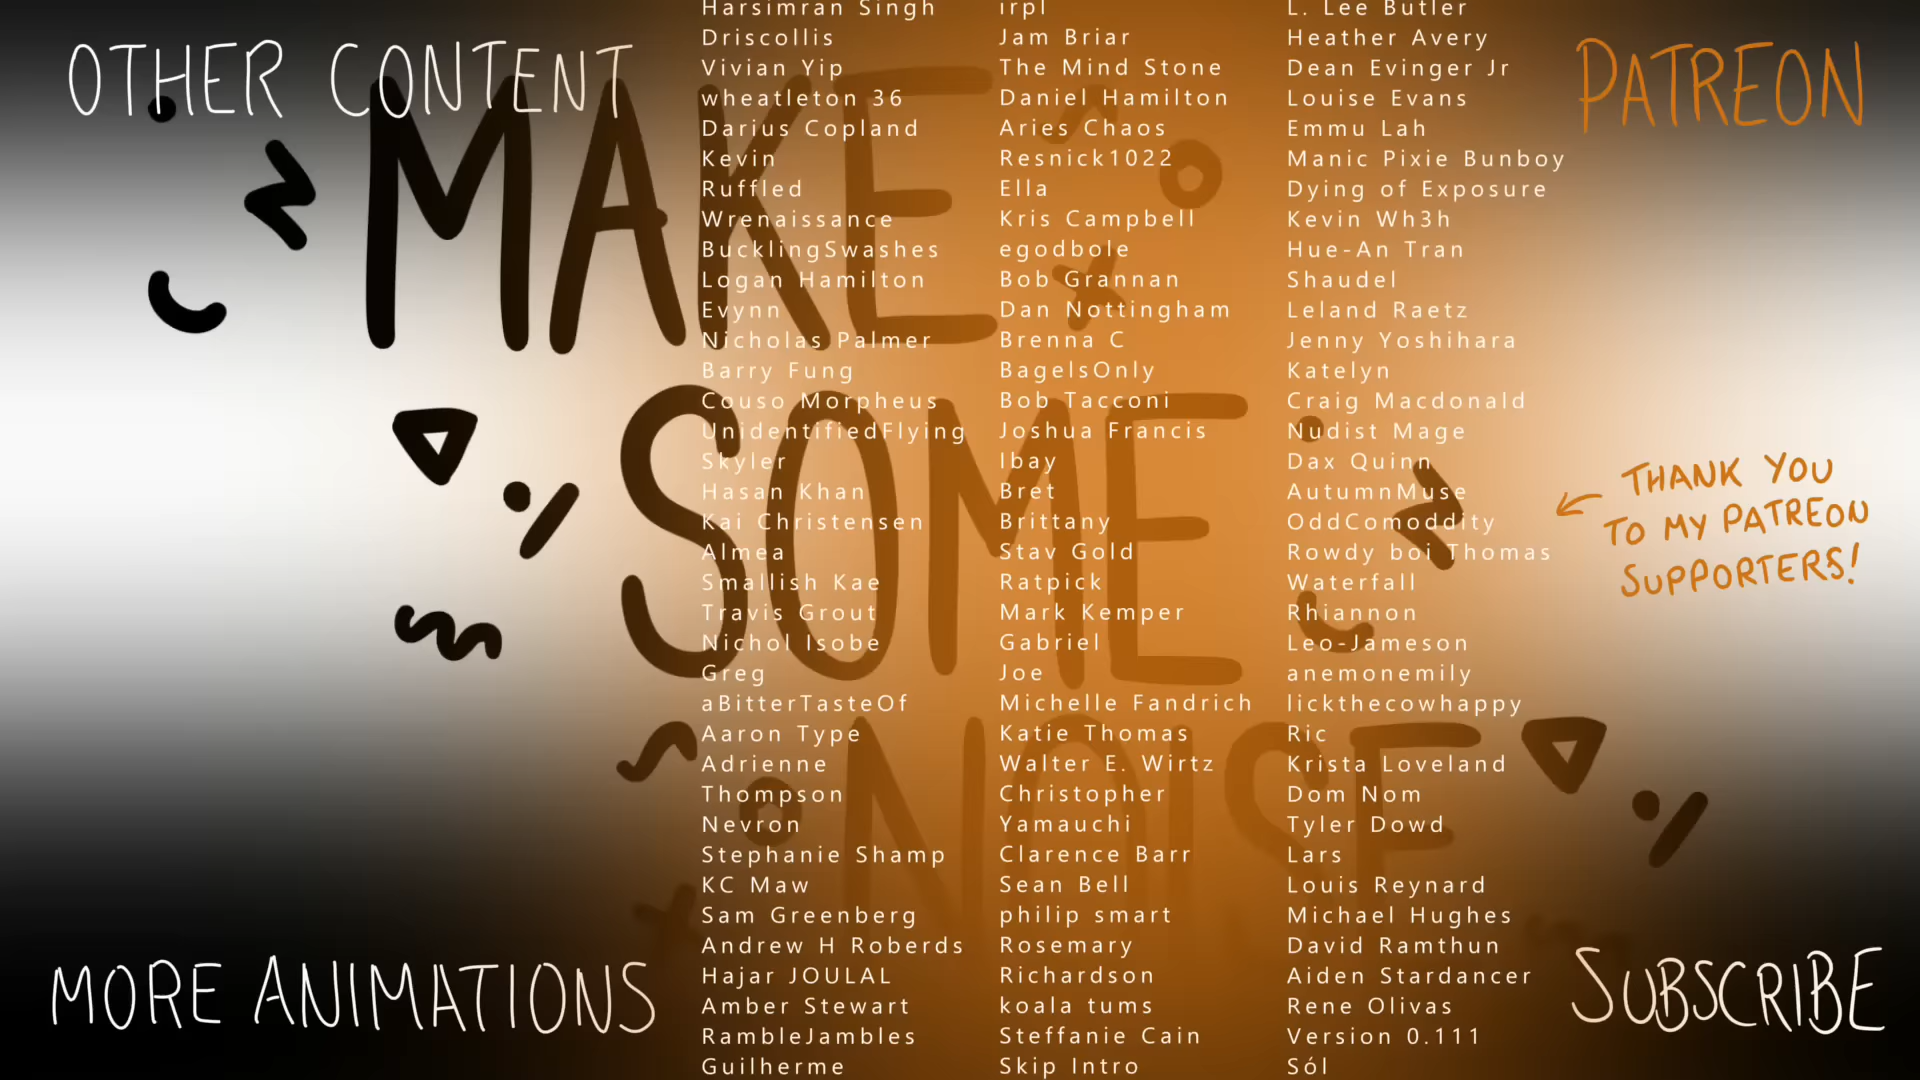 OTHER CONTENT
MAKE
SOME
NOISE
Harsimran Singh
Driscollis
Vivian Yip
wheatleton 36
Darius Copland
Kevin
Ruffled
Wrenaissance
BucklingSwashes
Logan Hamilton
Evynn
Nicholas Palmer
Barry Fung
Couso Morpheus
UnidentifiedFlying
Skyler
Hasan Khan
Kai Christensen
Almea
Smallish Kae
Travis Grout
Nichol Isobe
Greg
aBitterTasteOf
Aaron Type
Adrienne
Thompson
Nevron
Stephanie Shamp
KC Maw
Sam Greenberg
Andrew H Roberds
Hajar JOULAL
Amber Stewart
RambleJambles
Guilherme
irpl
Jam Briar
The Mind Stone
Daniel Hamilton
Aries Chaos
Resnick1022
Ella
Kris Campbell
egodbole
Bob Grannan
Dan Nottingham
Brenna C
BagelsOnly
Bob Tacconi
Joshua Francis
Ibay
Bret
Brittany
Stav Gold
Ratpick
Mark Kemper
Gabriel
Joe
Michelle Fandrich
Katie Thomas
Walter E. Wirtz
Christopher
Yamauchi
Clarence Barr
Sean Bell
philip smart
Rosemary
Richardson
koala tums
Steffanie Cain
Skip Intro
L. Lee Butler
Heather Avery
Dean Evinger Jr
Louise Evans
Emmu Lah
Manic Pixie Bunboy
Dying of Exposure
Kevin Wh3h
Hue-An Tran
Shaudel
Leland Raetz
Jenny Yoshihara
Katelyn
Craig Macdonald
Nudist Mage
Dax Quinn
AutumnMuse
OddComoddity
Rowdy boi Thomas
Waterfall
Rhiannon
Leo-Jameson
anemonemily
lickthecowhappy
Ric
Krista Loveland
Dom Nom
Tyler Dowd
Lars
Louis Reynard
Michael Hughes
David Ramthun
Aiden Stardancer
Rene Olivas
Version 0.111
Sól
PATREON
THANK YOU
TO MY PATREON
SUPPORTERS!
MORE ANIMATIONS
SUBSCRIBE